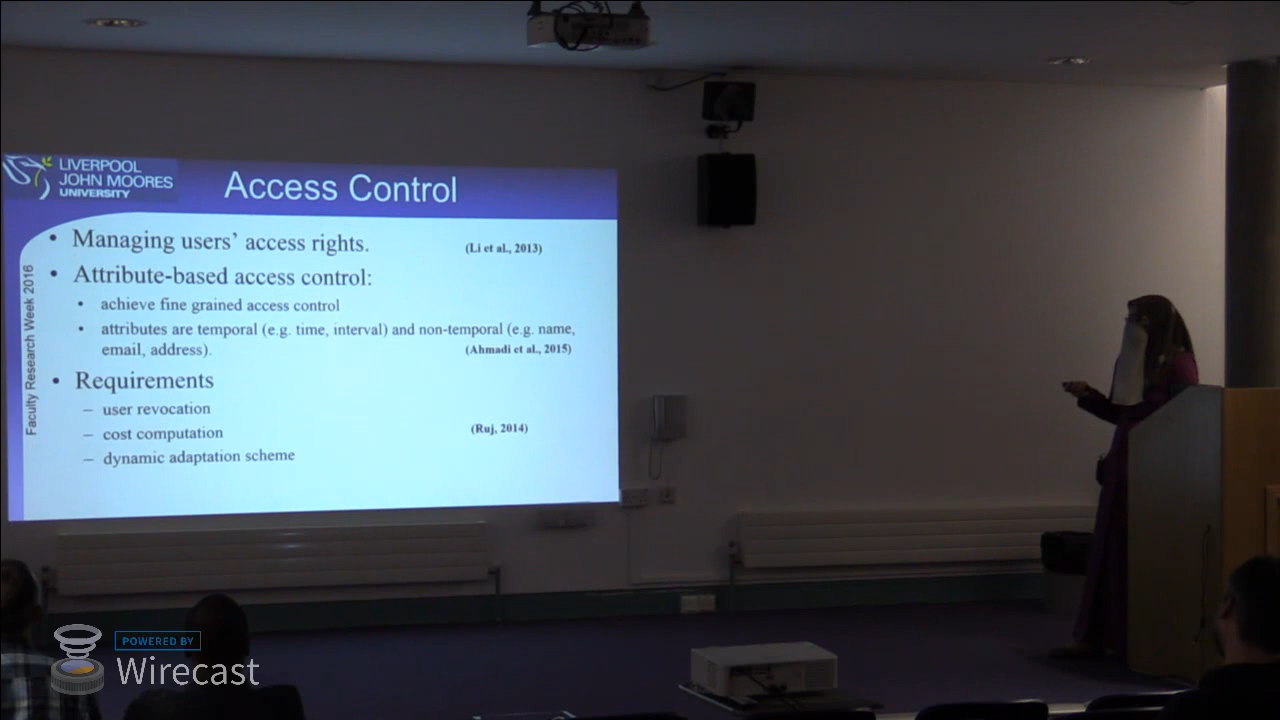 LIVERPOOL
JOHN MOORES
UNIVERSITY
Access Control
Faculty Research Week 2016
• Managing users’ access rights. (Li et al., 2013)
• Attribute-based access control:
• achieve fine grained access control
• attributes are temporal (e.g. time, interval) and non-temporal (e.g. name,
email, address). (Ahmadi et al., 2015)
• Requirements
– user revocation
– cost computation (Ruj, 2014)
– dynamic adaptation scheme
POWERED BY
Wirecast